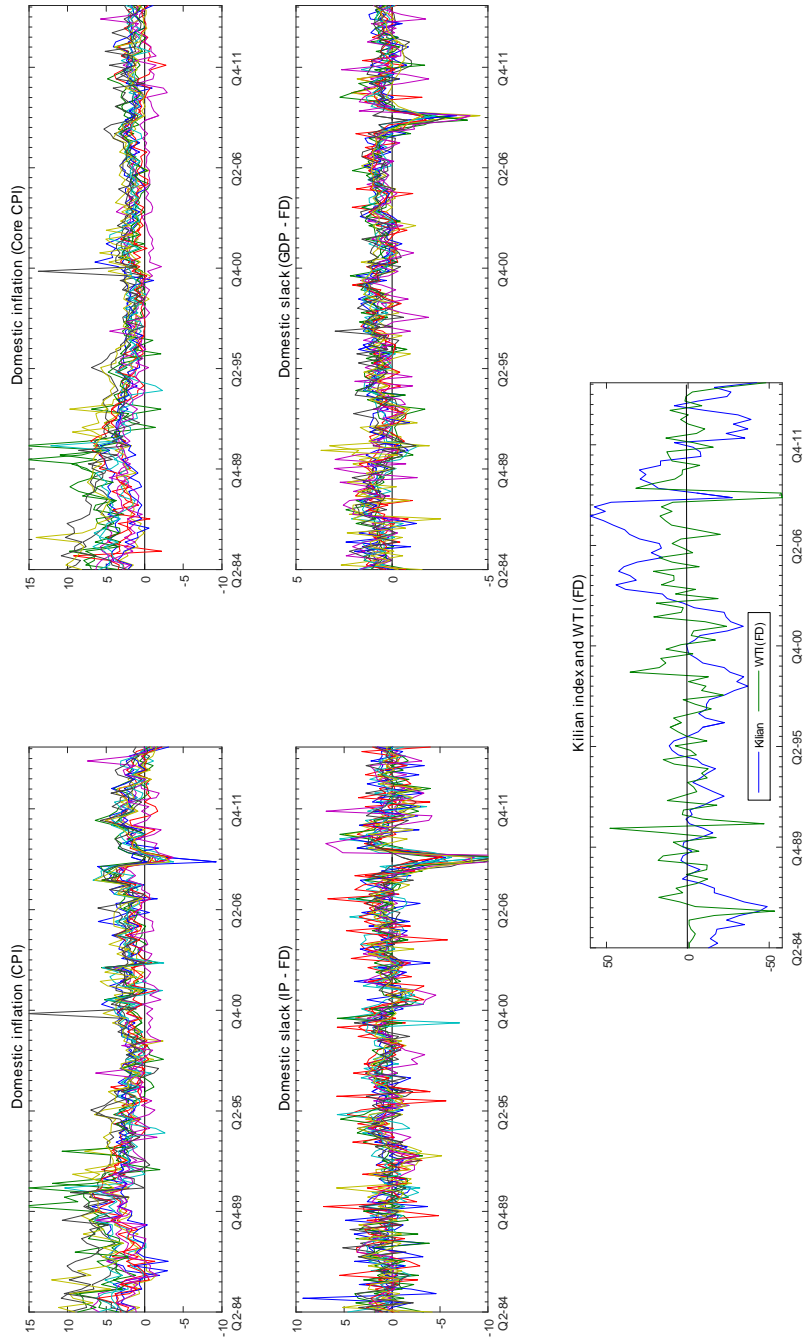 Domestic inflation (CPI)
15
10
5
0
-5
-10
Q2-84 Q4-89 Q2-95 Q4-00 Q2-06 Q4-11
Domestic inflation (Core CPI)
15
10
5
0
-5
-10
Q2-84 Q4-89 Q2-95 Q4-00 Q2-06 Q4-11
Domestic slack (IP - FD)
10
5
0
-5
-10
Q2-84 Q4-89 Q2-95 Q4-00 Q2-06 Q4-11
Domestic slack (GDP - FD)
5
0
-5
Q2-84 Q4-89 Q2-95 Q4-00 Q2-06 Q4-11
Kilian index and WTI (FD)
50
0
-50
Q2-84 Q4-89 Q2-95 Q4-00 Q2-06 Q4-11
Kilian WTI (FD)